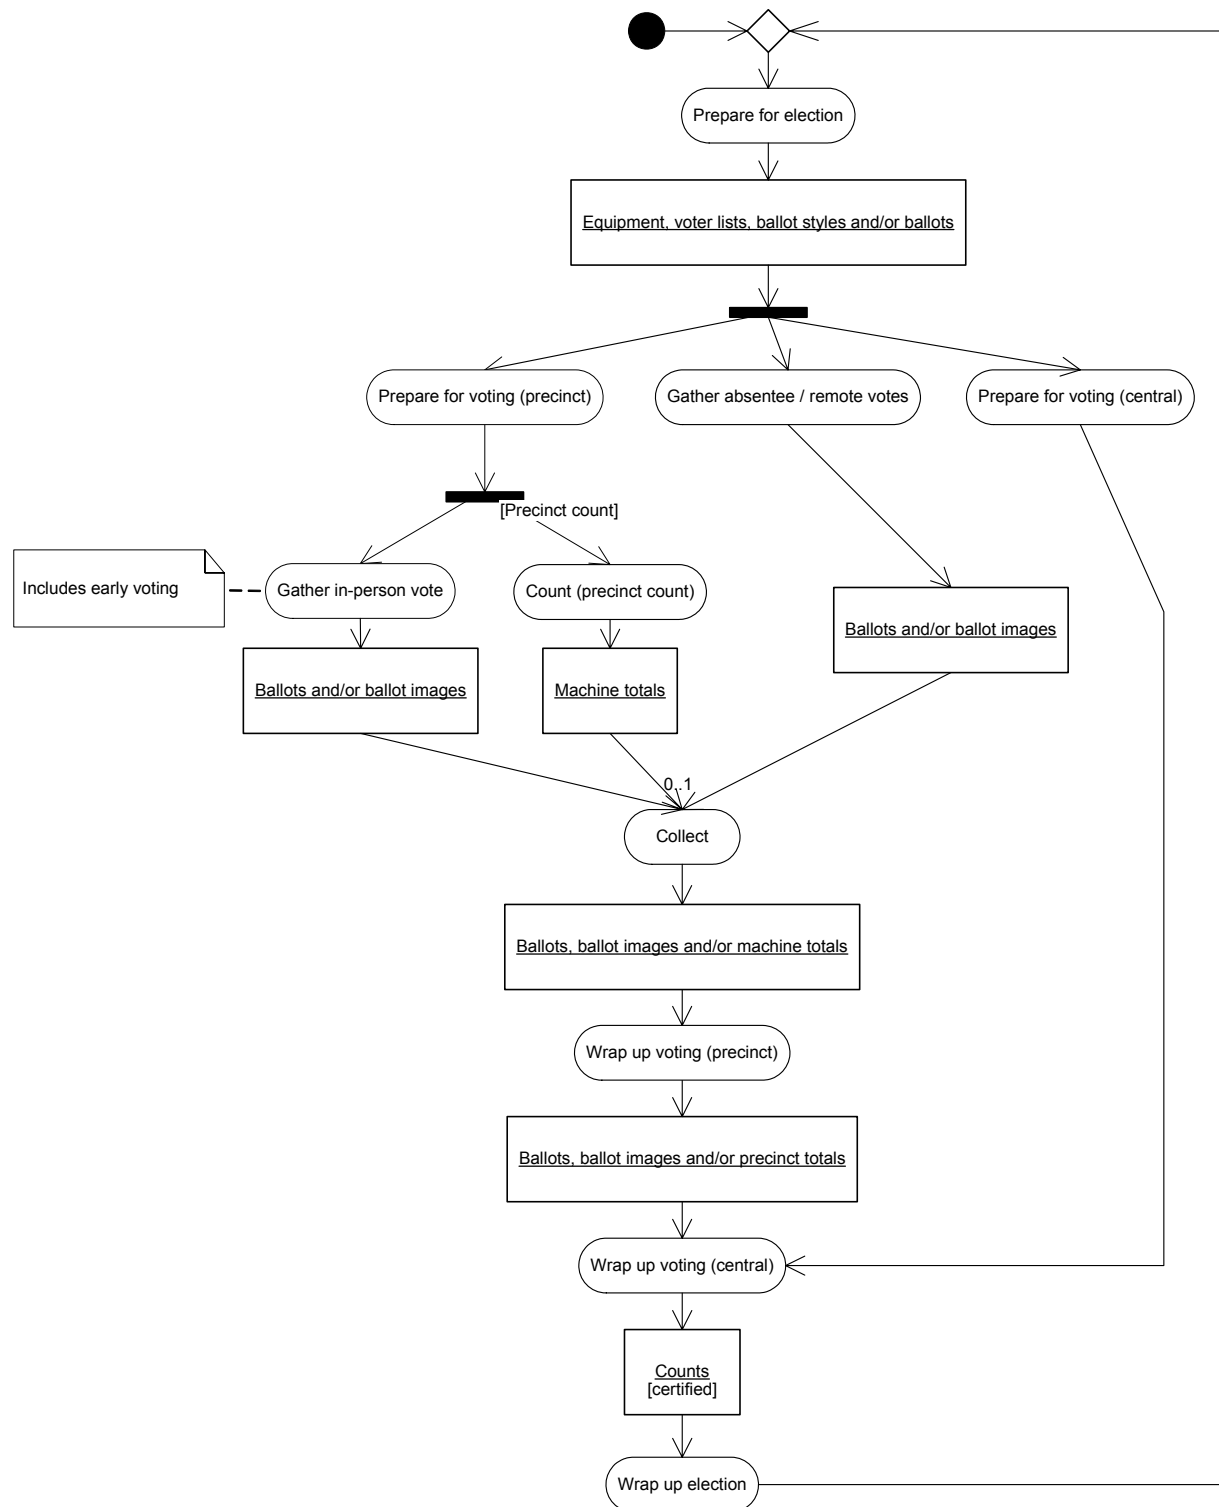 Prepare for election
Equipment, voter lists, ballot styles and/or ballots
Prepare for voting (precinct)
Gather absentee / remote votes
Prepare for voting (central)
[Precinct count]
Includes early voting
Gather in-person vote
Count (precinct count)
Ballots and/or ballot images
Ballots and/or ballot images
Machine totals
0..1
Collect
Ballots, ballot images and/or machine totals
Wrap up voting (precinct)
Ballots, ballot images and/or precinct totals
Wrap up voting (central)
Counts
[certified]
Wrap up election